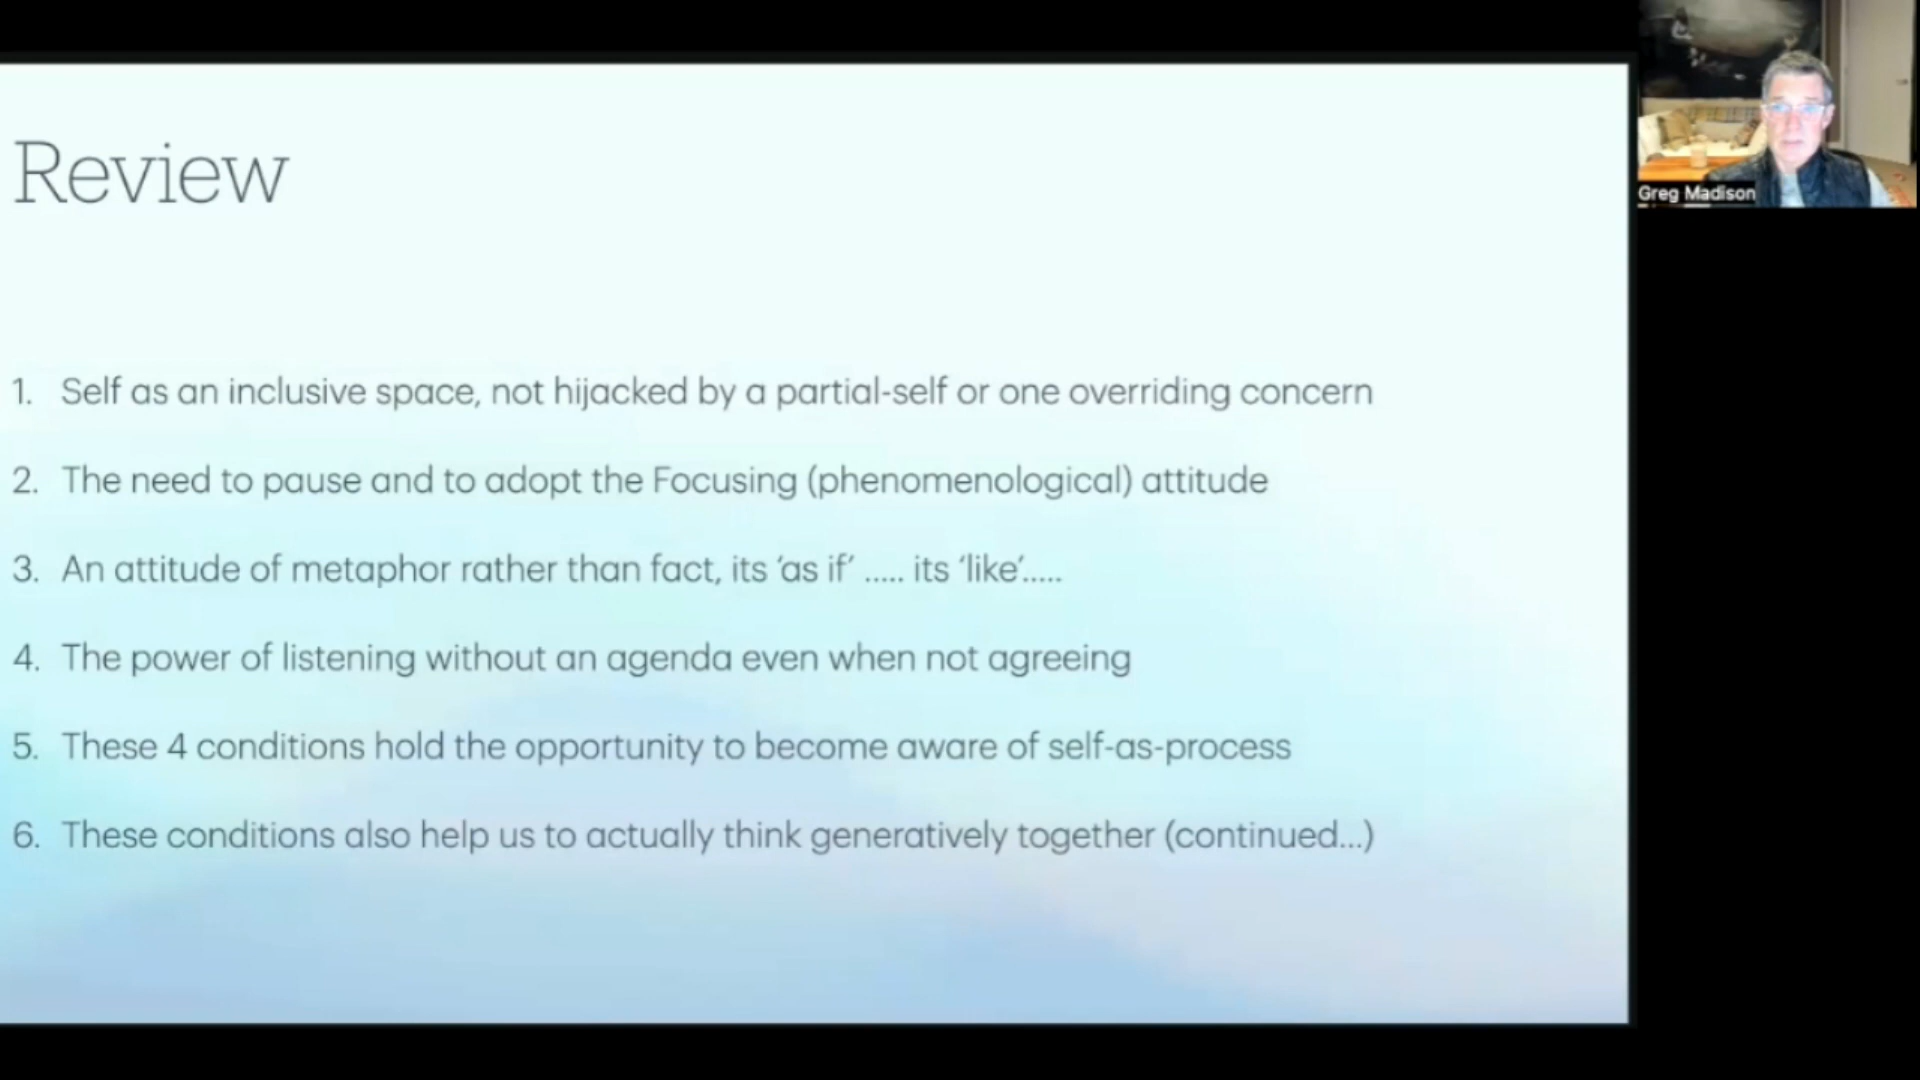 Review
1. Self as an inclusive space, not hijacked by a partial-self or one overriding concern
2. The need to pause and to adopt the Focusing (phenomenological) attitude
3. An attitude of metaphor rather than fact, its ‘as if’ ..... its ‘like’.....
4. The power of listening without an agenda even when not agreeing
5. These 4 conditions hold the opportunity to become aware of self-as-process
6. These conditions also help us to actually think generatively together (continued...)
Greg Madison